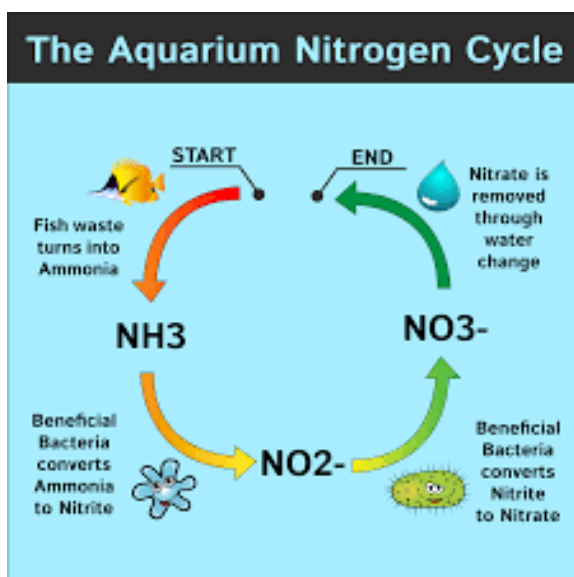 The Aquarium Nitrogen Cycle
START
END
Fish waste
turns into
Ammonia
Nitrate is
removed
through
water
change
NH3
NO3-
Beneficial
Bacteria
converts
Ammonia
to Nitrite
NO2-
Beneficial
Bacteria
converts
Nitrite
to Nitrate